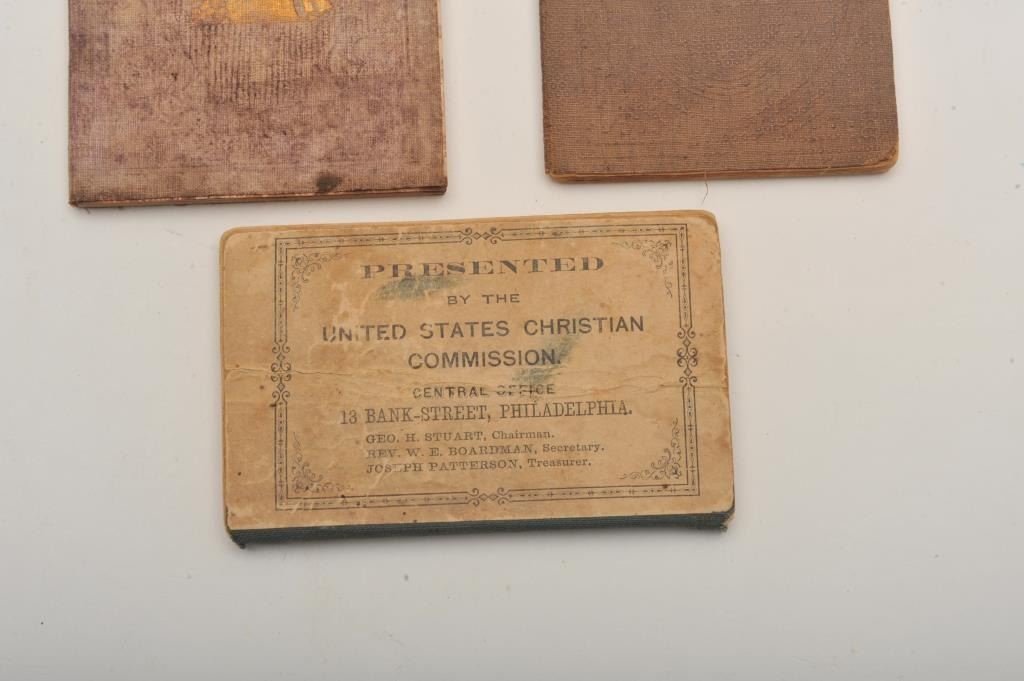 PRESENTED
BY THE
UNITED STATES CHRISTIAN
COMMISSION.
CENTRAL OFFICE
13 BANK-STREET, PHILADELPHIA.
GEO. H. STUART, Chairman.
REV. W. E. BOARDMAN, Secretary.
JOSEPH PATTERSON, Treasurer.